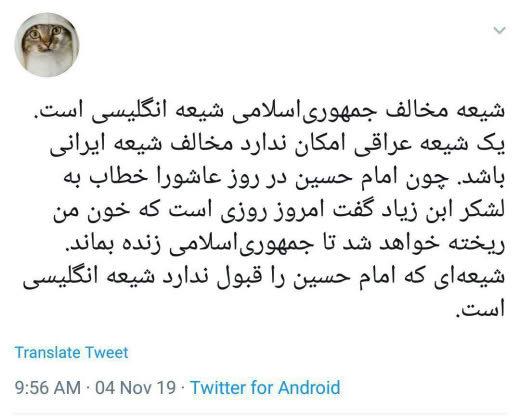 شیعه مخالف جمهوری‌اسلامی شیعه انگلیسی است.
یک شیعه عراقی امکان ندارد مخالف شیعه ایرانی
باشد. چون امام حسین در روز عاشورا خطاب به
لشکر ابن زیاد گفت امروز روزی است که خون من
ریخته خواهد شد تا جمهوری‌اسلامی زنده بماند.
شیعه‌ای که امام حسین را قبول ندارد شیعه انگلیسی
است.
Translate Tweet
9:56 AM · 04 Nov 19 · Twitter for Android